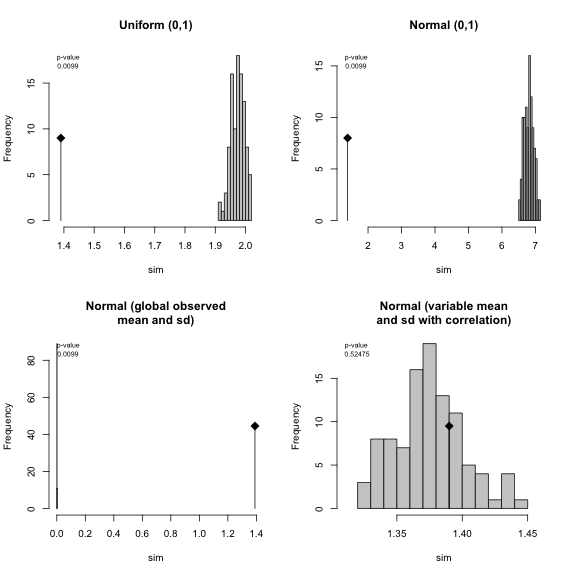 Uniform (0,1)
p-value
0.0099
Frequency
0
5
10
15
1.4 1.5 1.6 1.7 1.8 1.9 2.0
sim
Normal (0,1)
p-value
0.0099
Frequency
0
5
10
15
2 3 4 5 6 7
sim
Normal (global observed
mean and sd)
p-value
0.0099
Frequency
0
20
40
60
80
0.0 0.2 0.4 0.6 0.8 1.0 1.2 1.4
sim
Normal (variable mean
and sd with correlation)
p-value
0.52475
Frequency
0
5
10
15
1.35 1.40 1.45
sim